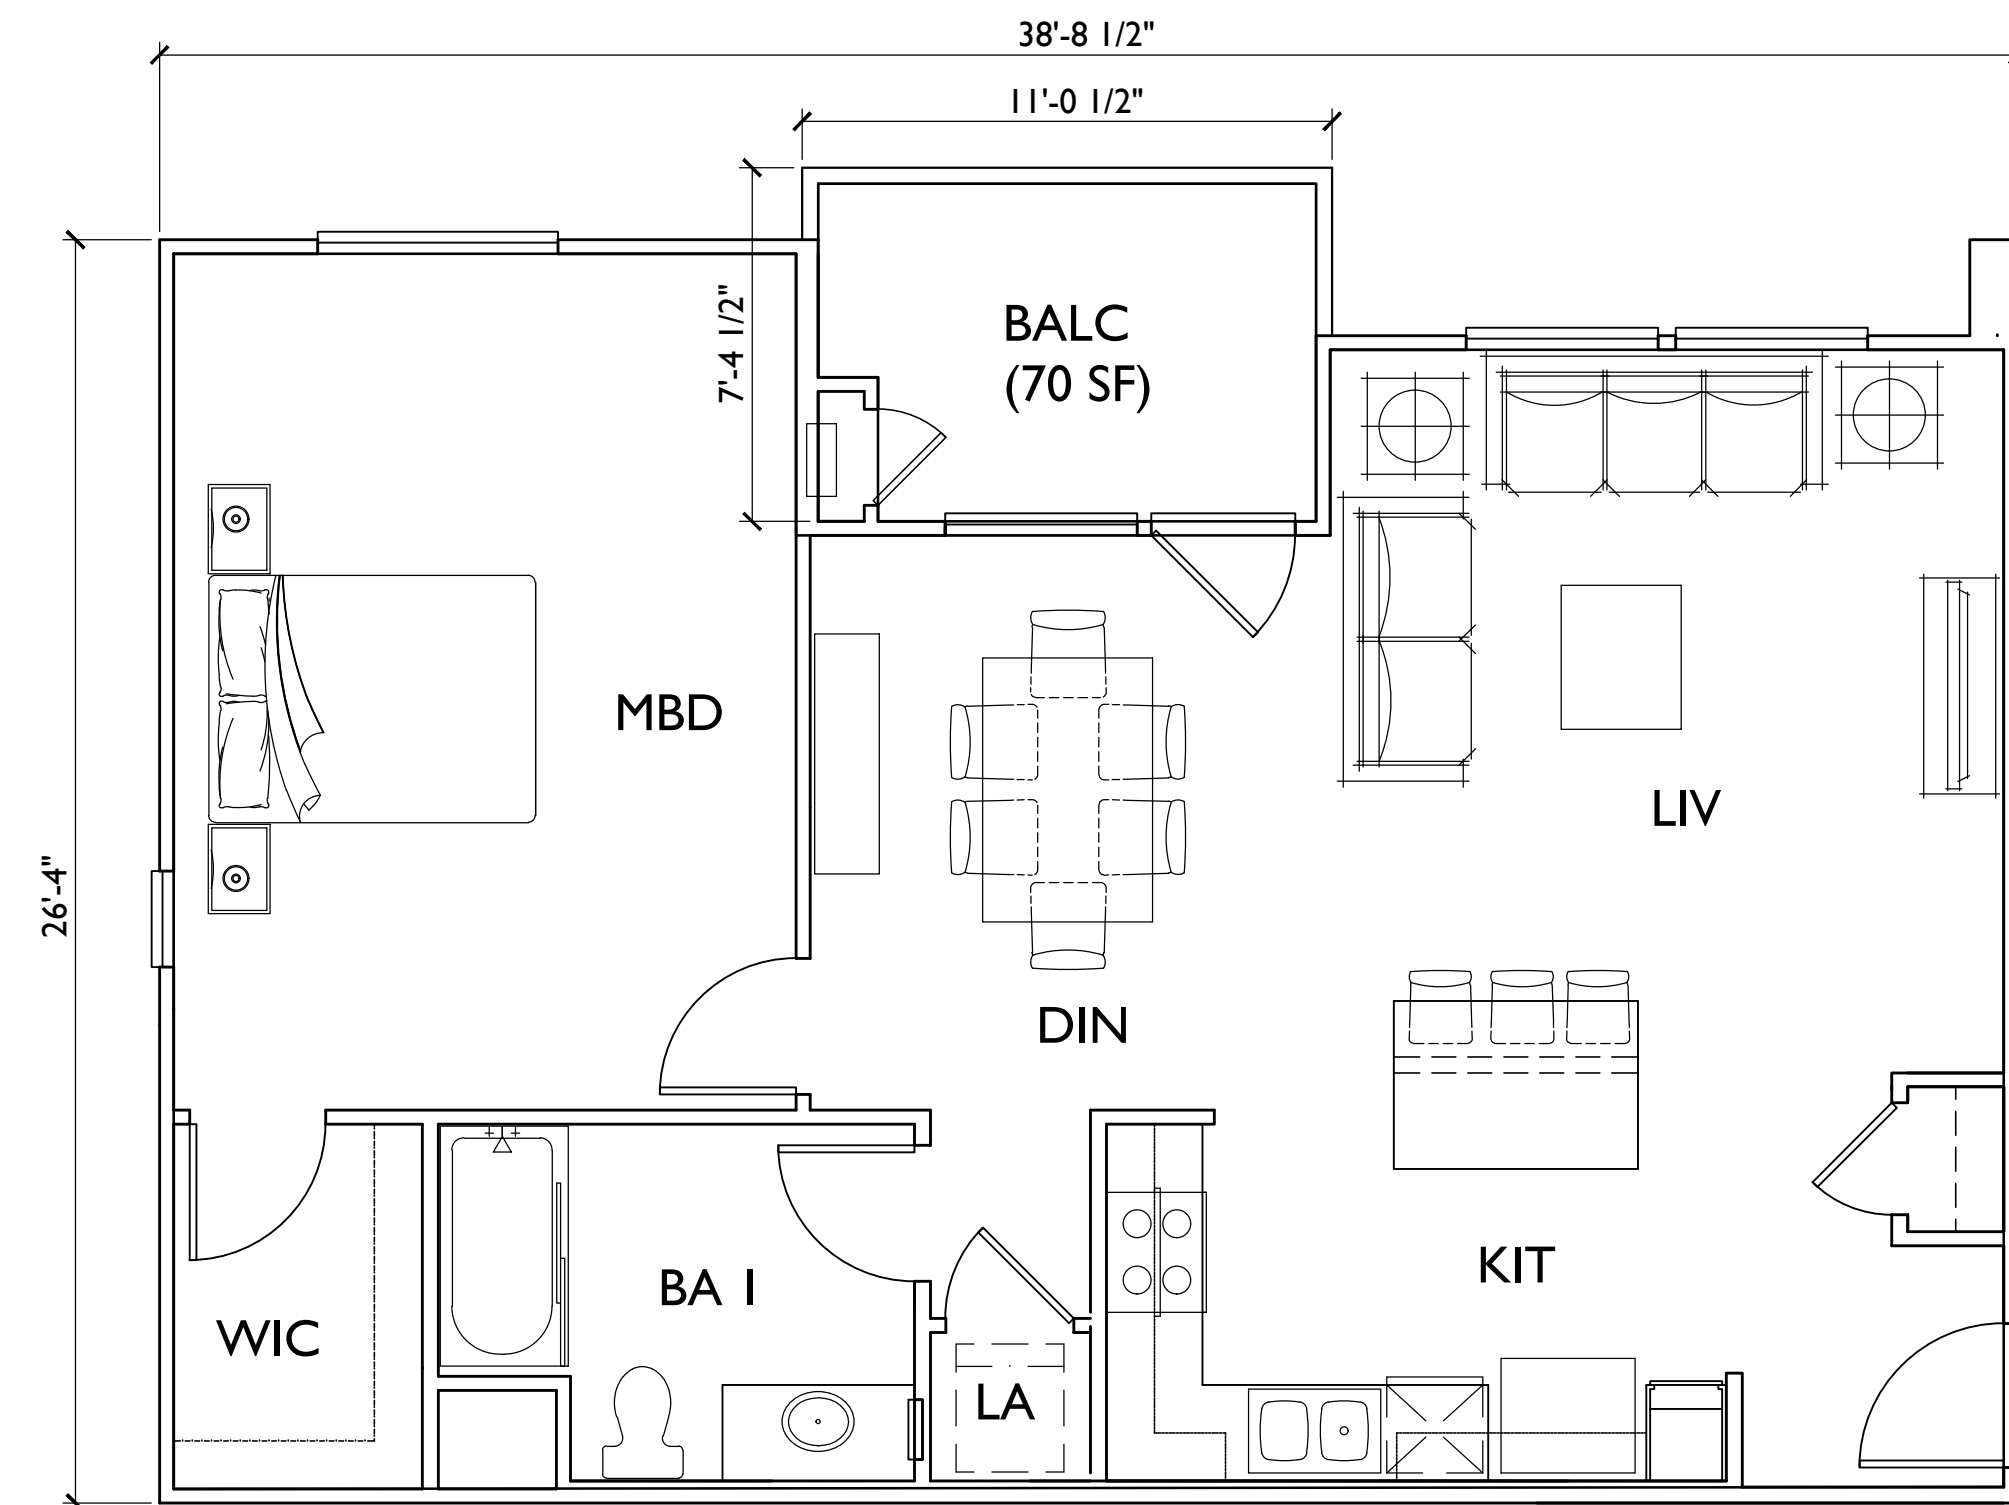 38'-8 1/2"
11'-0 1/2"
7'-4 1/2"
BALC
(70 SF)
26'-4"
MBD
LIV
DIN
KIT
BA 1
WIC
LA